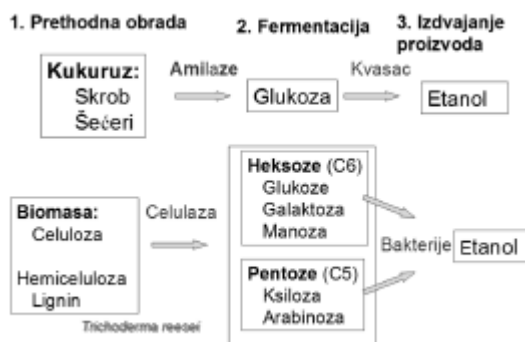 1. Prethodna obrada
2. Fermentacija
3. Izdvajanje
proizvoda
Kukuruz:
Skrob
Šećeri
Amilaze
Glukoza
Kvasac
Etanol
Biomasa:
Celuloza
Hemiceluloza
Lignin
Celulaza
Trichoderma reesei
Heksoze (C6)
Glukoze
Galaktoza
Manoza
Pentoze (C5)
Ksiloza
Arabinoza
Bakterije
Etanol